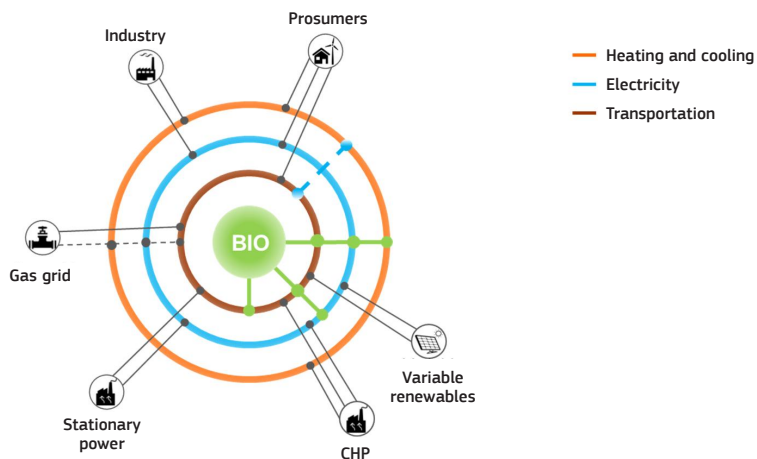 Prosumers
Industry
Heating and cooling
Electricity
Transportation
BIO
Gas grid
Variable
renewables
Stationary
power
CHP